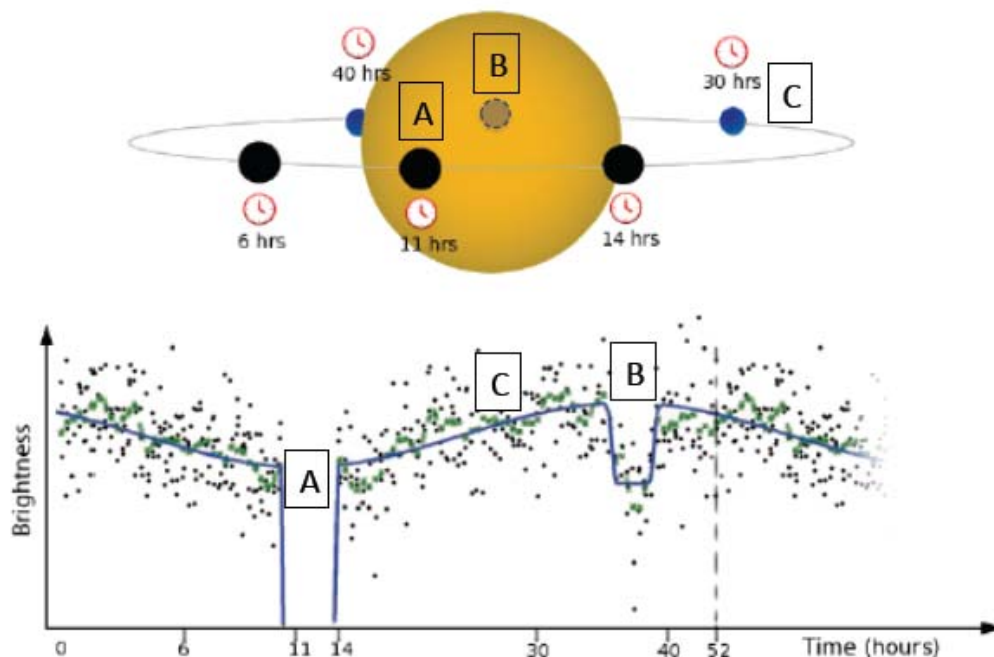 B
40 hrs
30 hrs
A
C
6 hrs
11 hrs
14 hrs
C
B
A
Brightness
0
6
11
14
30
40
52
Time (hours)